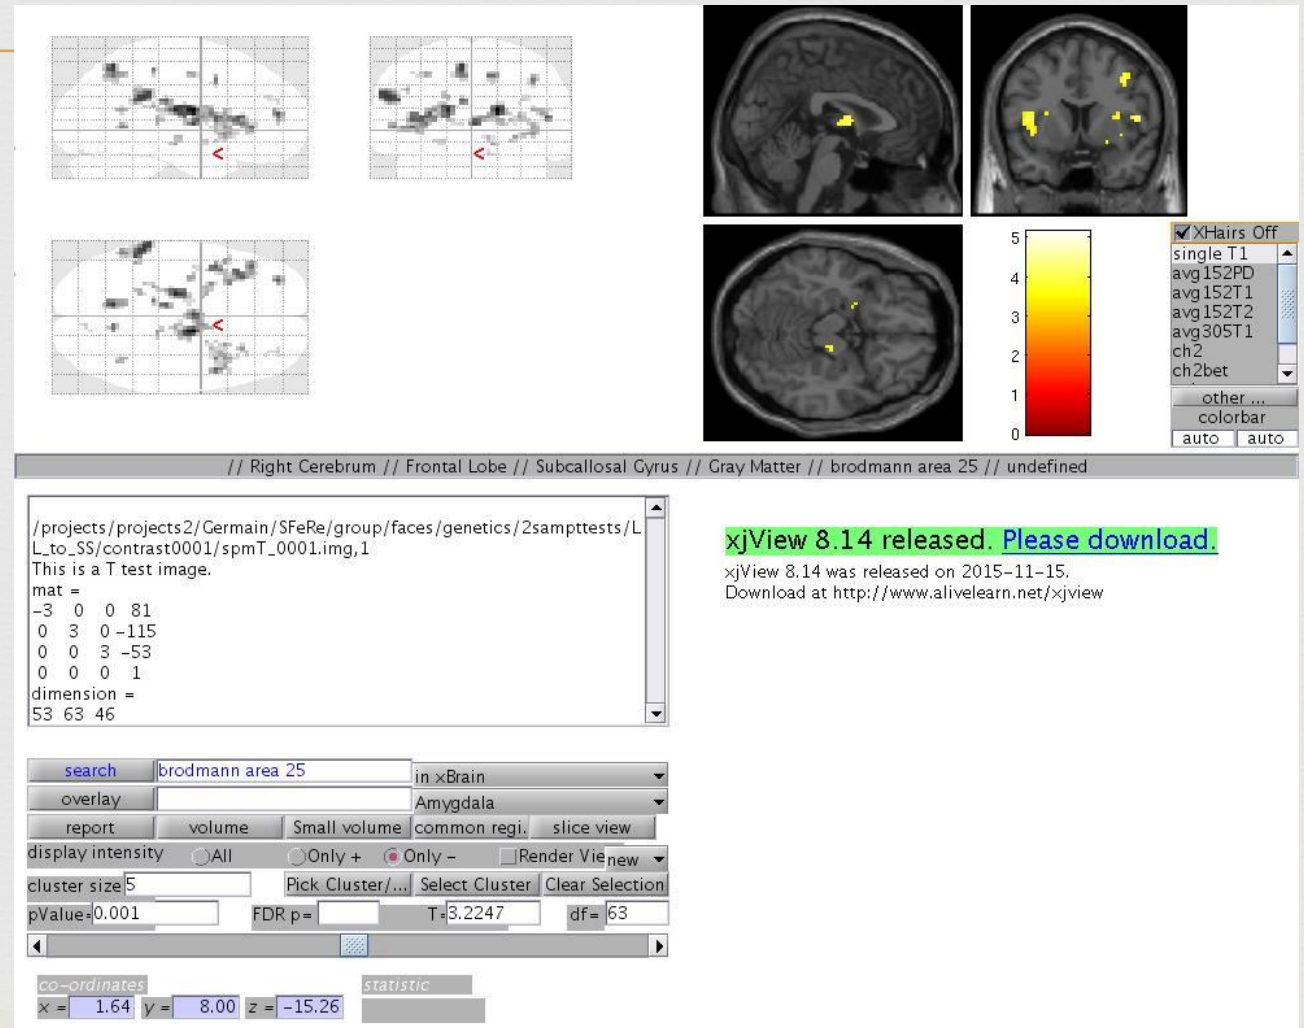 5
4
3
2
1
0
XHairs Off
single T1
avg152PD
avg152T1
avg152T2
avg305T1
ch2
ch2bet
other ...
colorbar
auto auto
// Right Cerebrum // Frontal Lobe // Subcallosal Gyrus // Gray Matter // brodmann area 25 // undefined
/projects/projects2/Germain/SFeRe/group/faces/genetics/2sampttests/L
L_to_SS/contrast0001/spmT_0001.img,1
This is a T test image.
mat =
-3 0 0 81
0 3 0 -115
0 0 3 -53
0 0 0 1
dimension =
53 63 46
xjView 8.14 released. Please download.
xjView 8.14 was released on 2015-11-15.
Download at http://www.alivelearn.net/xjview
search brodmann area 25 in xBrain
overlay Amygdala
report volume Small volume common regi. slice view
display intensity All Only + Only - Render Vie new
cluster size 5 Pick Cluster/... Select Cluster Clear Selection
pValue= 0.001 FDR p= T= 3.2247 df= 63
co-ordinates statistic
x = 1.64 y = 8.00 z = -15.26